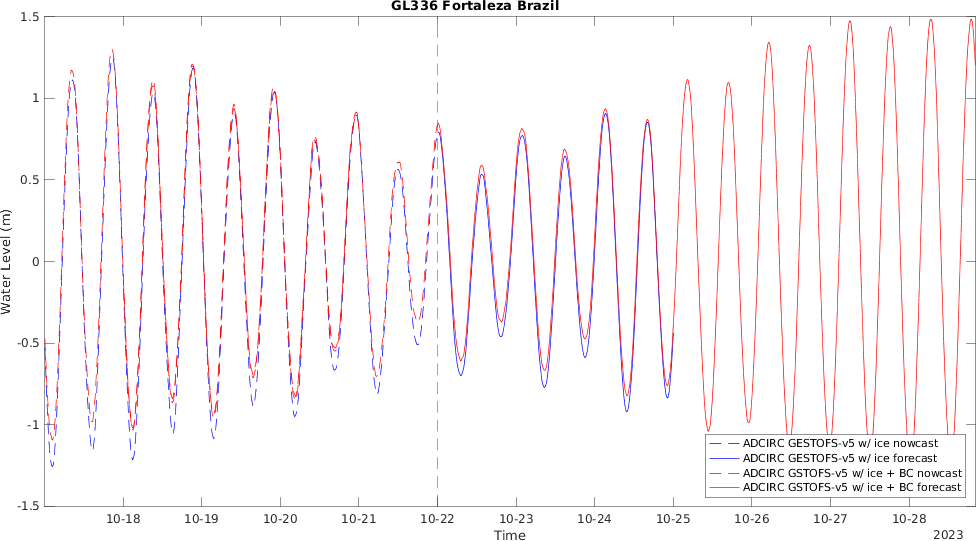 GL336 Fortaleza Brazil
1.5
1
0.5
0
-0.5
-1
-1.5
Water Level (m)
10-18 10-19 10-20 10-21 10-22 10-23 10-24 10-25 10-26 10-27 10-28
Time
2023
ADCIRC GESTOFS-v5 w/ ice nowcast
ADCIRC GESTOFS-v5 w/ ice forecast
ADCIRC GSTOFS-v5 w/ ice + BC nowcast
ADCIRC GSTOFS-v5 w/ ice + BC forecast